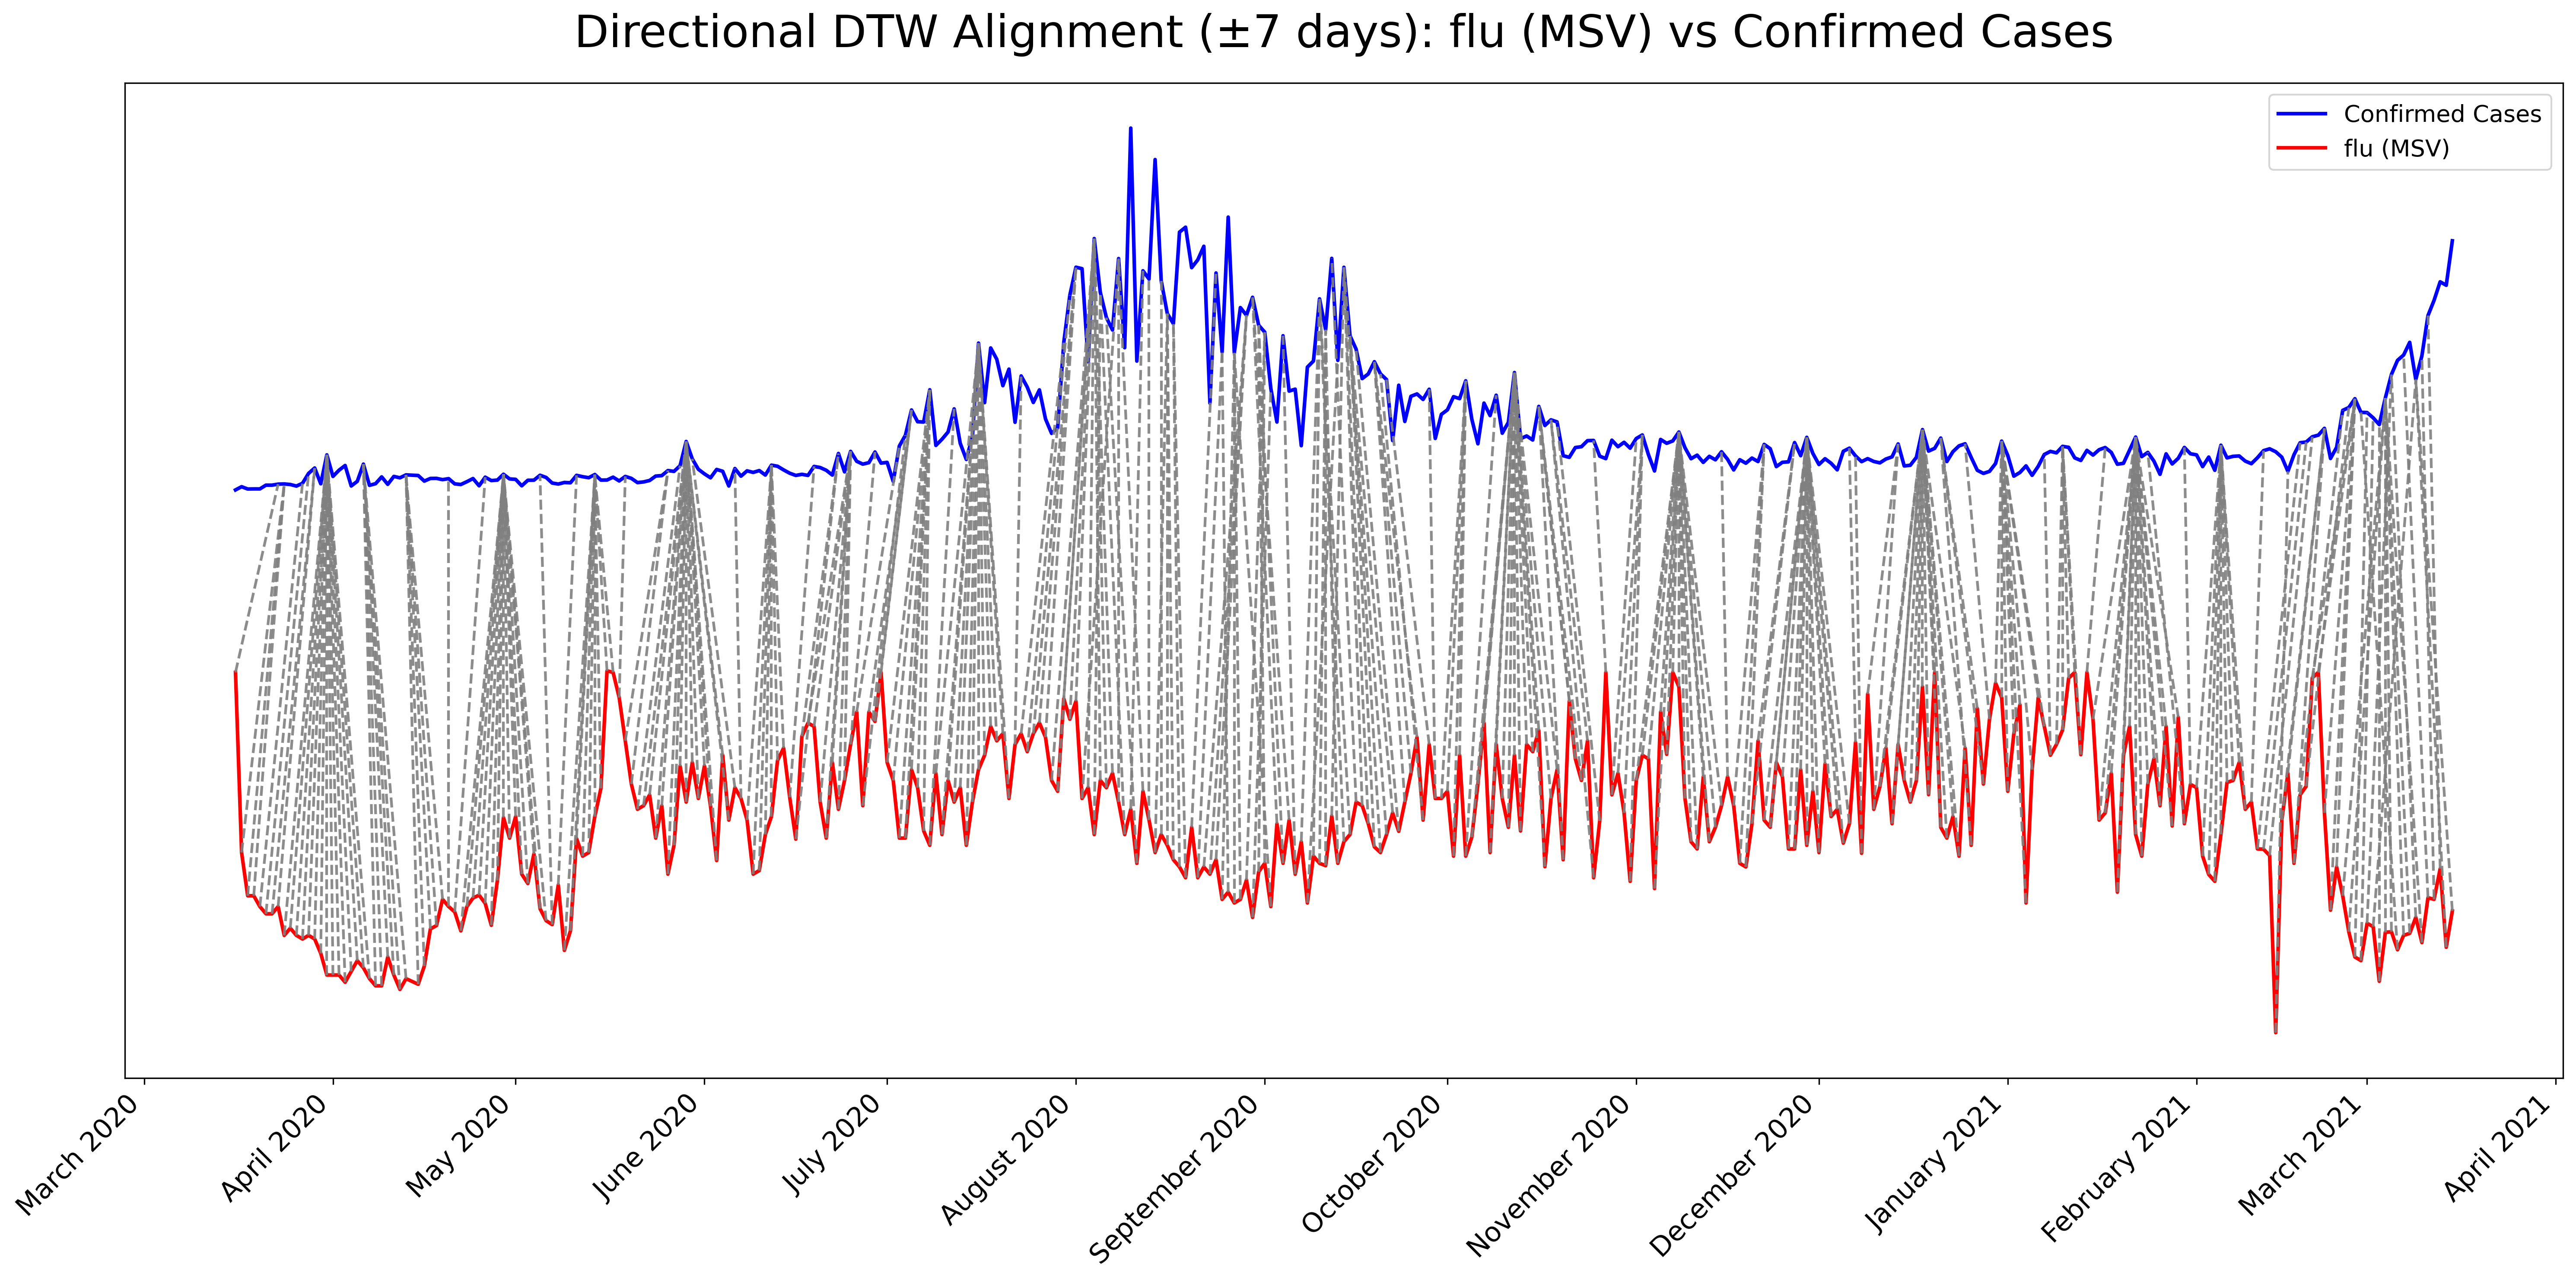 Directional DTW Alignment (±7 days): flu (MSV) vs Confirmed Cases
Confirmed Cases
flu (MSV)
March 2020
April 2020
May 2020
June 2020
July 2020
August 2020
September 2020
October 2020
November 2020
December 2020
January 2021
February 2021
March 2021
April 2021